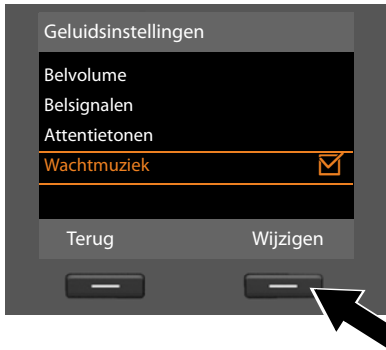 Geluidsinstellingen
Belvolume
Belsignalen
Attentietonen
Wachtmuziek
Terug Wijzigen